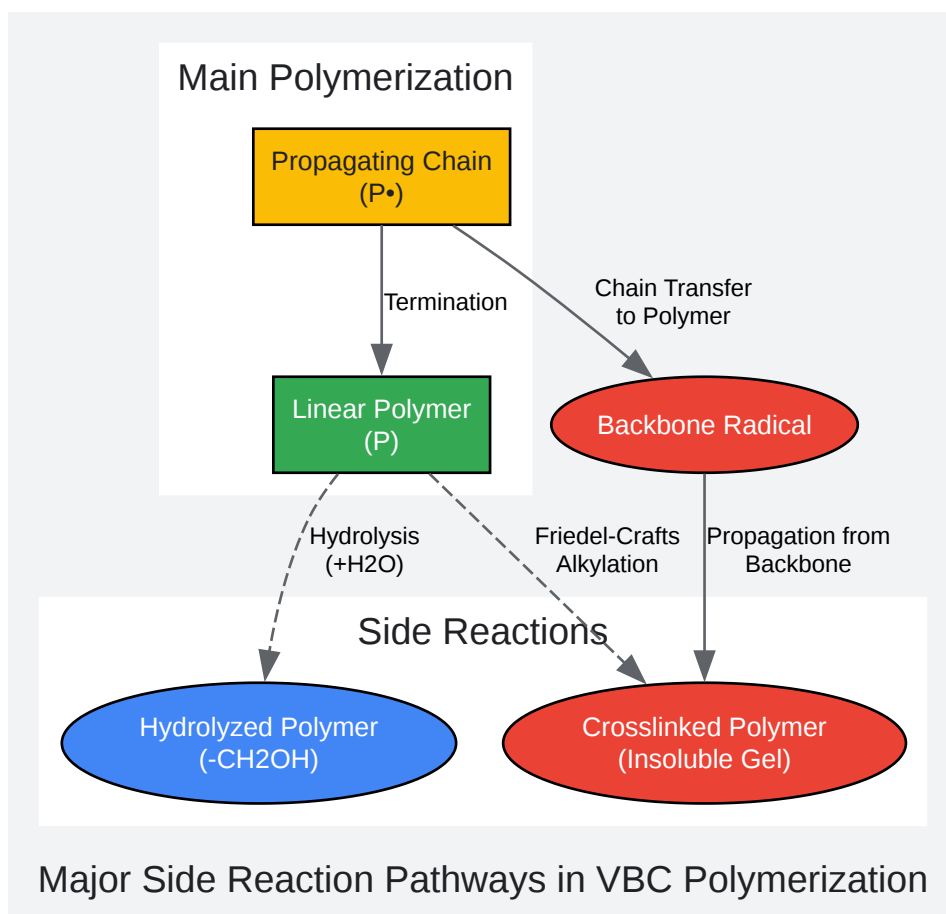 Main Polymerization
Propagating Chain
(P•)
Termination
Chain Transfer
to Polymer
Linear Polymer
(P)
Backbone Radical
Hydrolysis
(+H2O)
Friedel-Crafts
Alkylation
Propagation from
Backbone
Side Reactions
Hydrolyzed Polymer
(-CH2OH)
Crosslinked Polymer
(Insoluble Gel)
Major Side Reaction Pathways in VBC Polymerization